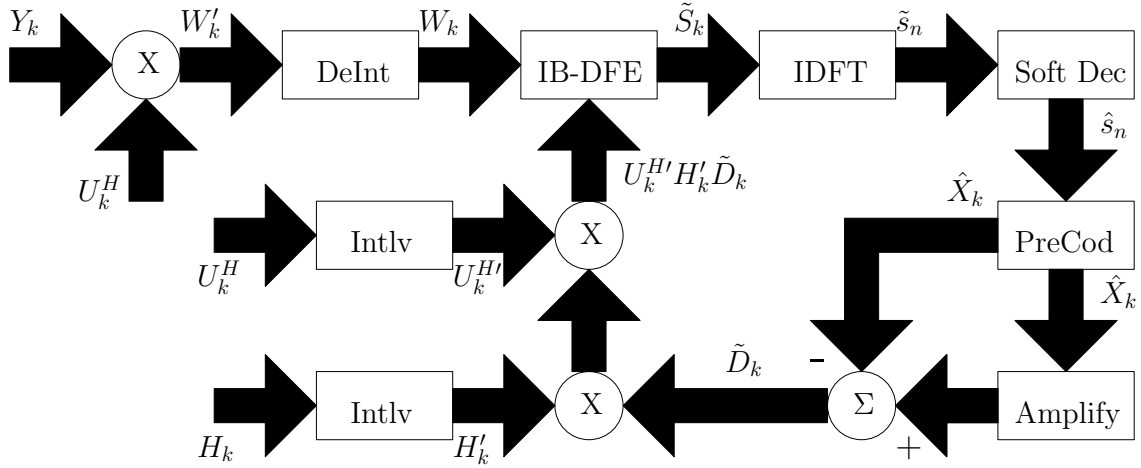 Y_k
X
W'_k
DeInt
W_k
IB-DFE
S̃_k
IDFT
s̃_n
Soft Dec
ŝ_n
U_k^H
U_k^{H'} H'_k D̃_k
X̂_k
U_k^H
Intlv
U_k^{H'}
X
PreCod
X̂_k
H_k
Intlv
H'_k
X
D̃_k
-
Σ
+
Amplify